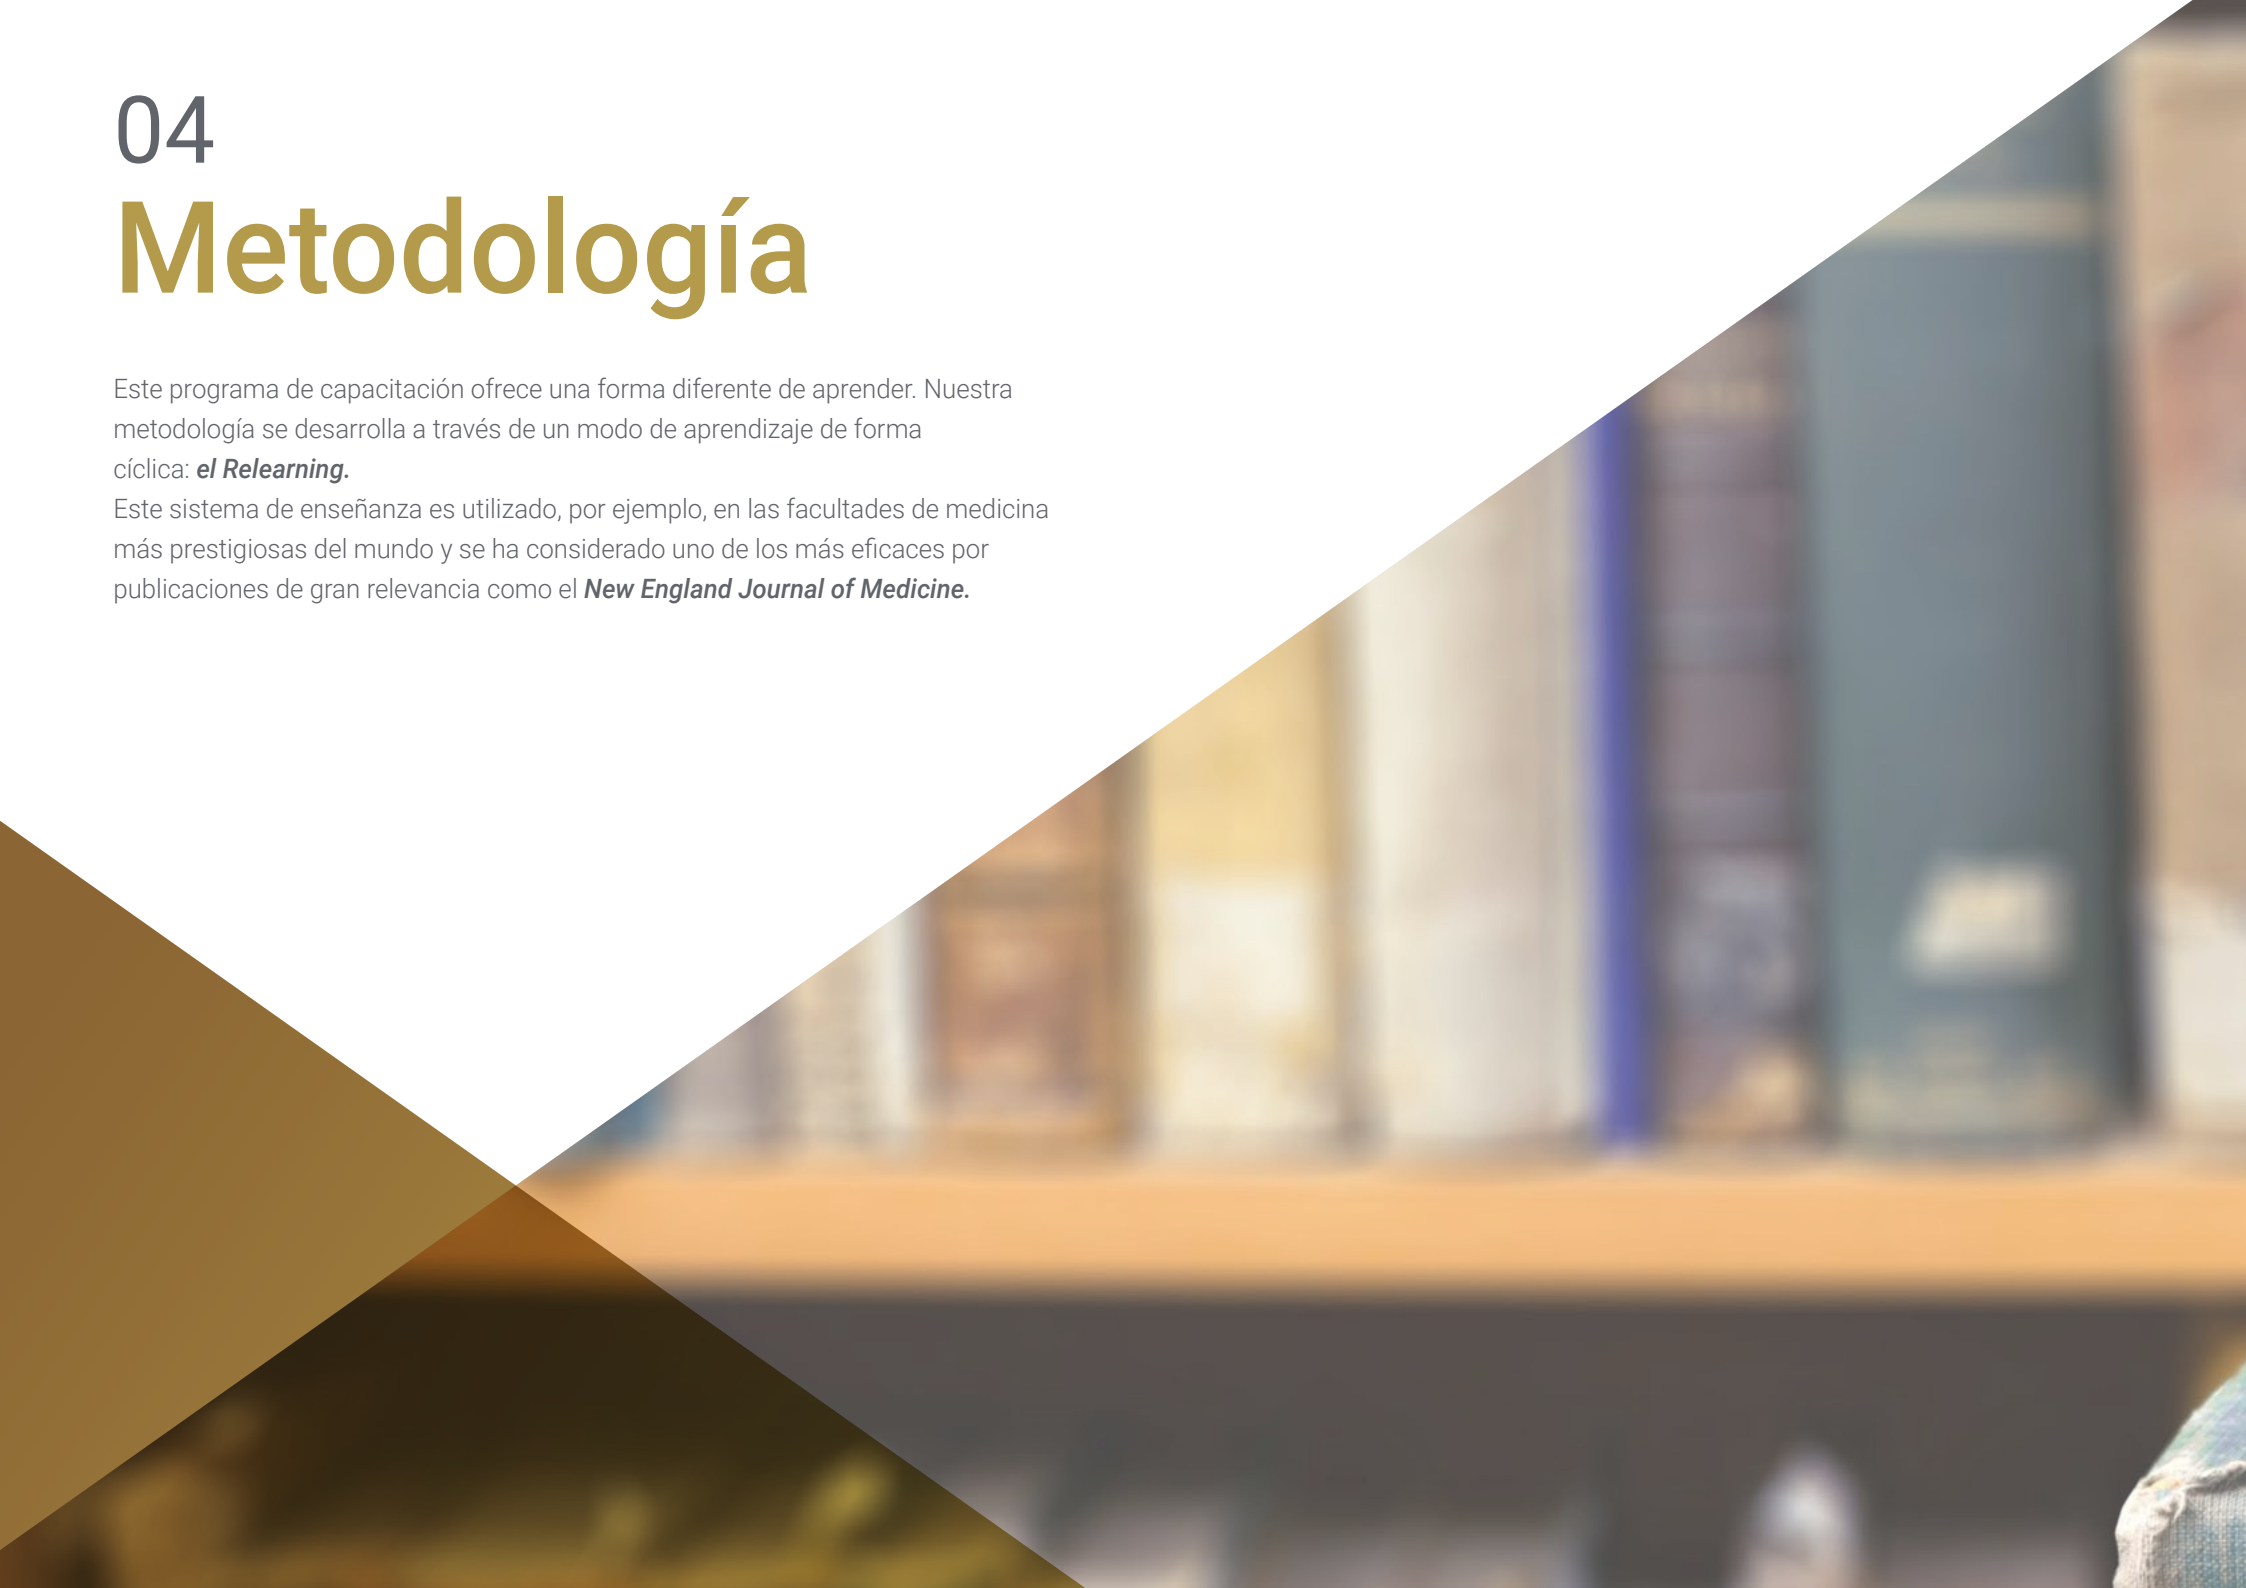 04
Metodología
Este programa de capacitación ofrece una forma diferente de aprender. Nuestra
metodología se desarrolla a través de un modo de aprendizaje de forma
cíclica: el Relearning.
Este sistema de enseñanza es utilizado, por ejemplo, en las facultades de medicina
más prestigiosas del mundo y se ha considerado uno de los más eficaces por
publicaciones de gran relevancia como el New England Journal of Medicine.